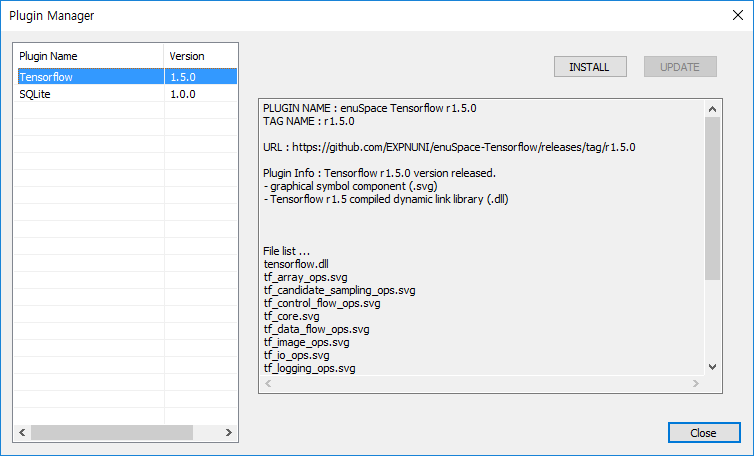 Plugin Manager
Plugin Name Version
Tensorflow 1.5.0
SQLite 1.0.0
INSTALL UPDATE
PLUGIN NAME : enuSpace Tensorflow r1.5.0
TAG NAME : r1.5.0
URL : https://github.com/EXPNUNI/enuSpace-Tensorflow/releases/tag/r1.5.0
Plugin Info : Tensorflow r1.5.0 version released.
- graphical symbol component (.svg)
- Tensorflow r1.5 compiled dynamic link library (.dll)
File list ...
tensorflow.dll
tf_array_ops.svg
tf_candidate_sampling_ops.svg
tf_control_flow_ops.svg
tf_core.svg
tf_data_flow_ops.svg
tf_image_ops.svg
tf_io_ops.svg
tf_logging_ops.svg
Close